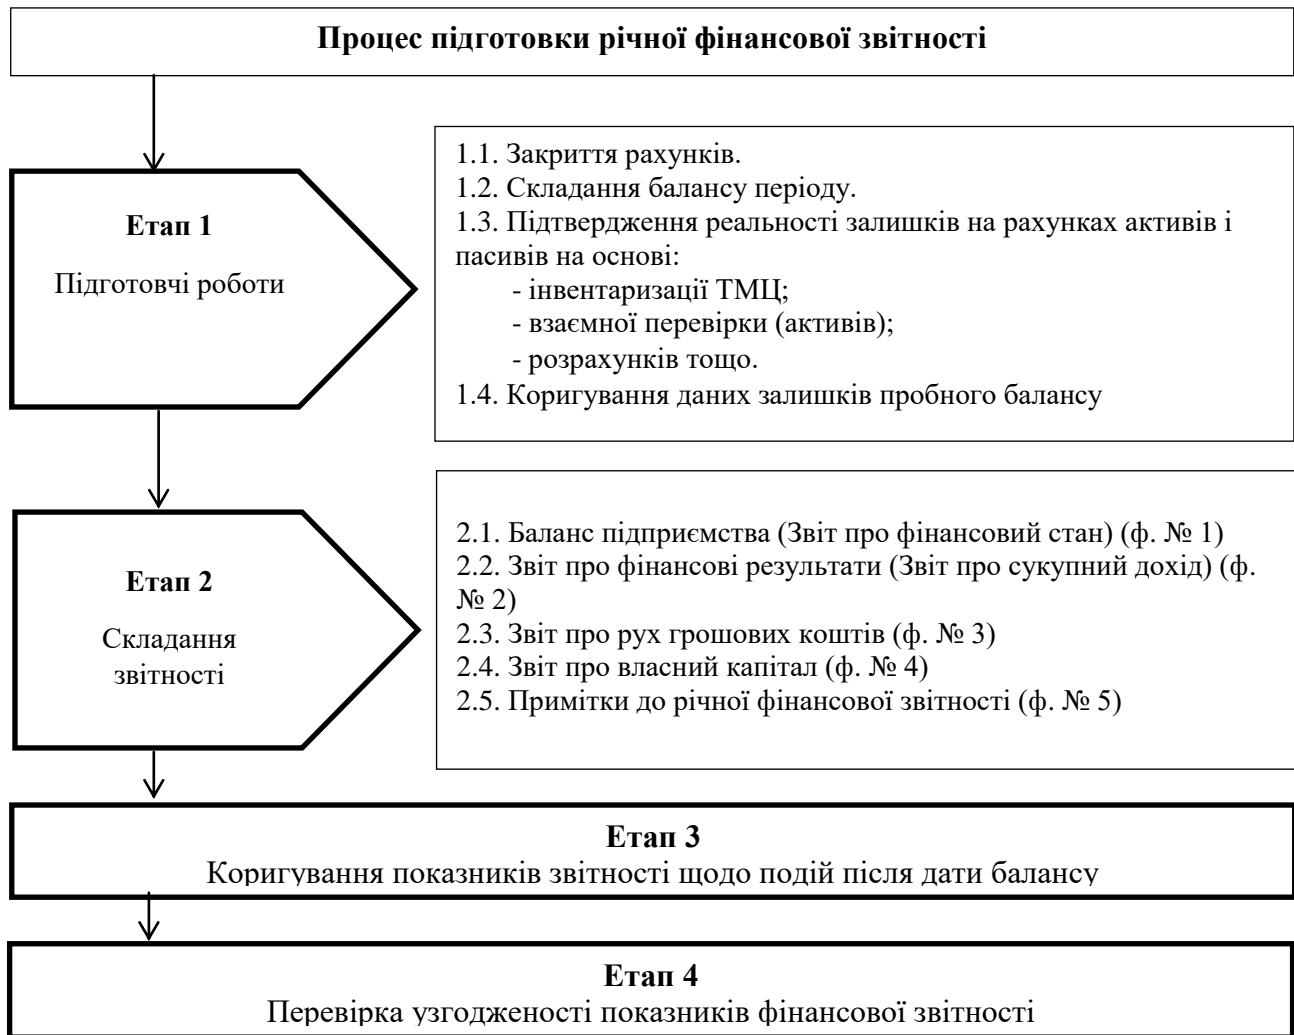 Процес підготовки річної фінансової звітності
Етап 1
Підготовчі роботи
1.1. Закриття рахунків.
1.2. Складання балансу періоду.
1.3. Підтвердження реальності залишків на рахунках активів і
пасивів на основі:
- інвентаризації ТМЦ;
- взаємної перевірки (активів);
- розрахунків тощо.
1.4. Коригування даних залишків пробного балансу
Етап 2
Складання
звітності
2.1. Баланс підприємства (Звіт про фінансовий стан) (ф. № 1)
2.2. Звіт про фінансові результати (Звіт про сукупний дохід) (ф.
№ 2)
2.3. Звіт про рух грошових коштів (ф. № 3)
2.4. Звіт про власний капітал (ф. № 4)
2.5. Примітки до річної фінансової звітності (ф. № 5)
Етап 3
Коригування показників звітності щодо подій після дати балансу
Етап 4
Перевірка узгодженості показників фінансової звітності